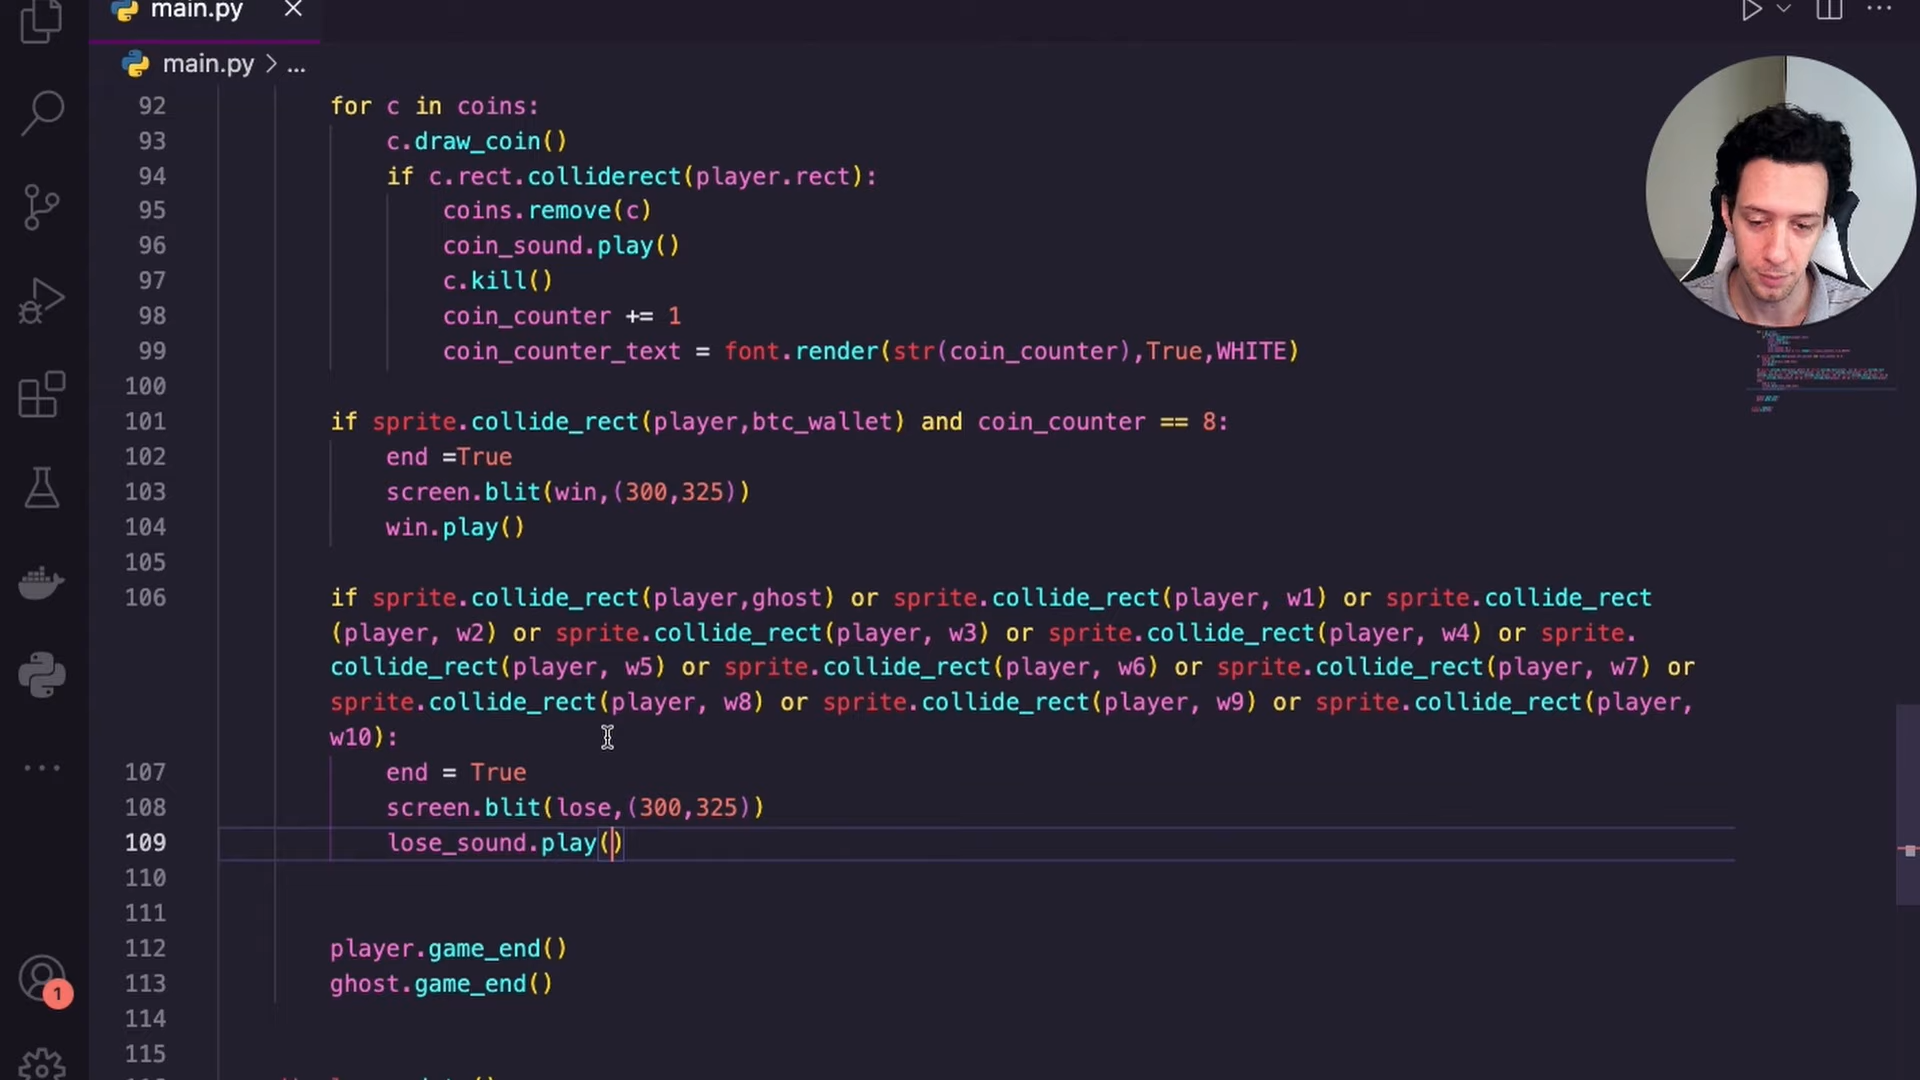 main.py
main.py > ...
92 for c in coins:
93 c.draw_coin()
94 if c.rect.colliderect(player.rect):
95 coins.remove(c)
96 coin_sound.play()
97 c.kill()
98 coin_counter += 1
99 coin_counter_text = font.render(str(coin_counter),True,WHITE)
100
101 if sprite.collide_rect(player,btc_wallet) and coin_counter == 8:
102 end =True
103 screen.blit(win,(300,325))
104 win.play()
105
106 if sprite.collide_rect(player,ghost) or sprite.collide_rect(player, w1) or sprite.collide_rect
(player, w2) or sprite.collide_rect(player, w3) or sprite.collide_rect(player, w4) or sprite.
collide_rect(player, w5) or sprite.collide_rect(player, w6) or sprite.collide_rect(player, w7) or
sprite.collide_rect(player, w8) or sprite.collide_rect(player, w9) or sprite.collide_rect(player,
w10):
107 end = True
108 screen.blit(lose,(300,325))
109 lose_sound.play()
110
111
112 player.game_end()
113 ghost.game_end()
114
115
1